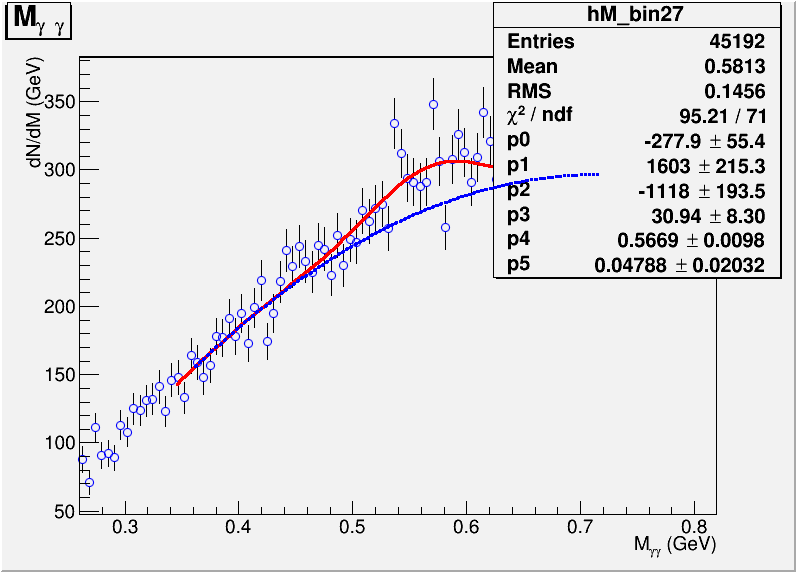 M γ γ
hM_bin27
Entries 45192
Mean 0.5813
RMS 0.1456
χ² / ndf 95.21 / 71
p0 -277.9 ± 55.4
p1 1603 ± 215.3
p2 -1118 ± 193.5
p3 30.94 ± 8.30
p4 0.5669 ± 0.0098
p5 0.04788 ± 0.02032
dN/dM (GeV)
350
300
250
200
150
100
50
0.3 0.4 0.5 0.6 0.7 0.8
Mγγ (GeV)